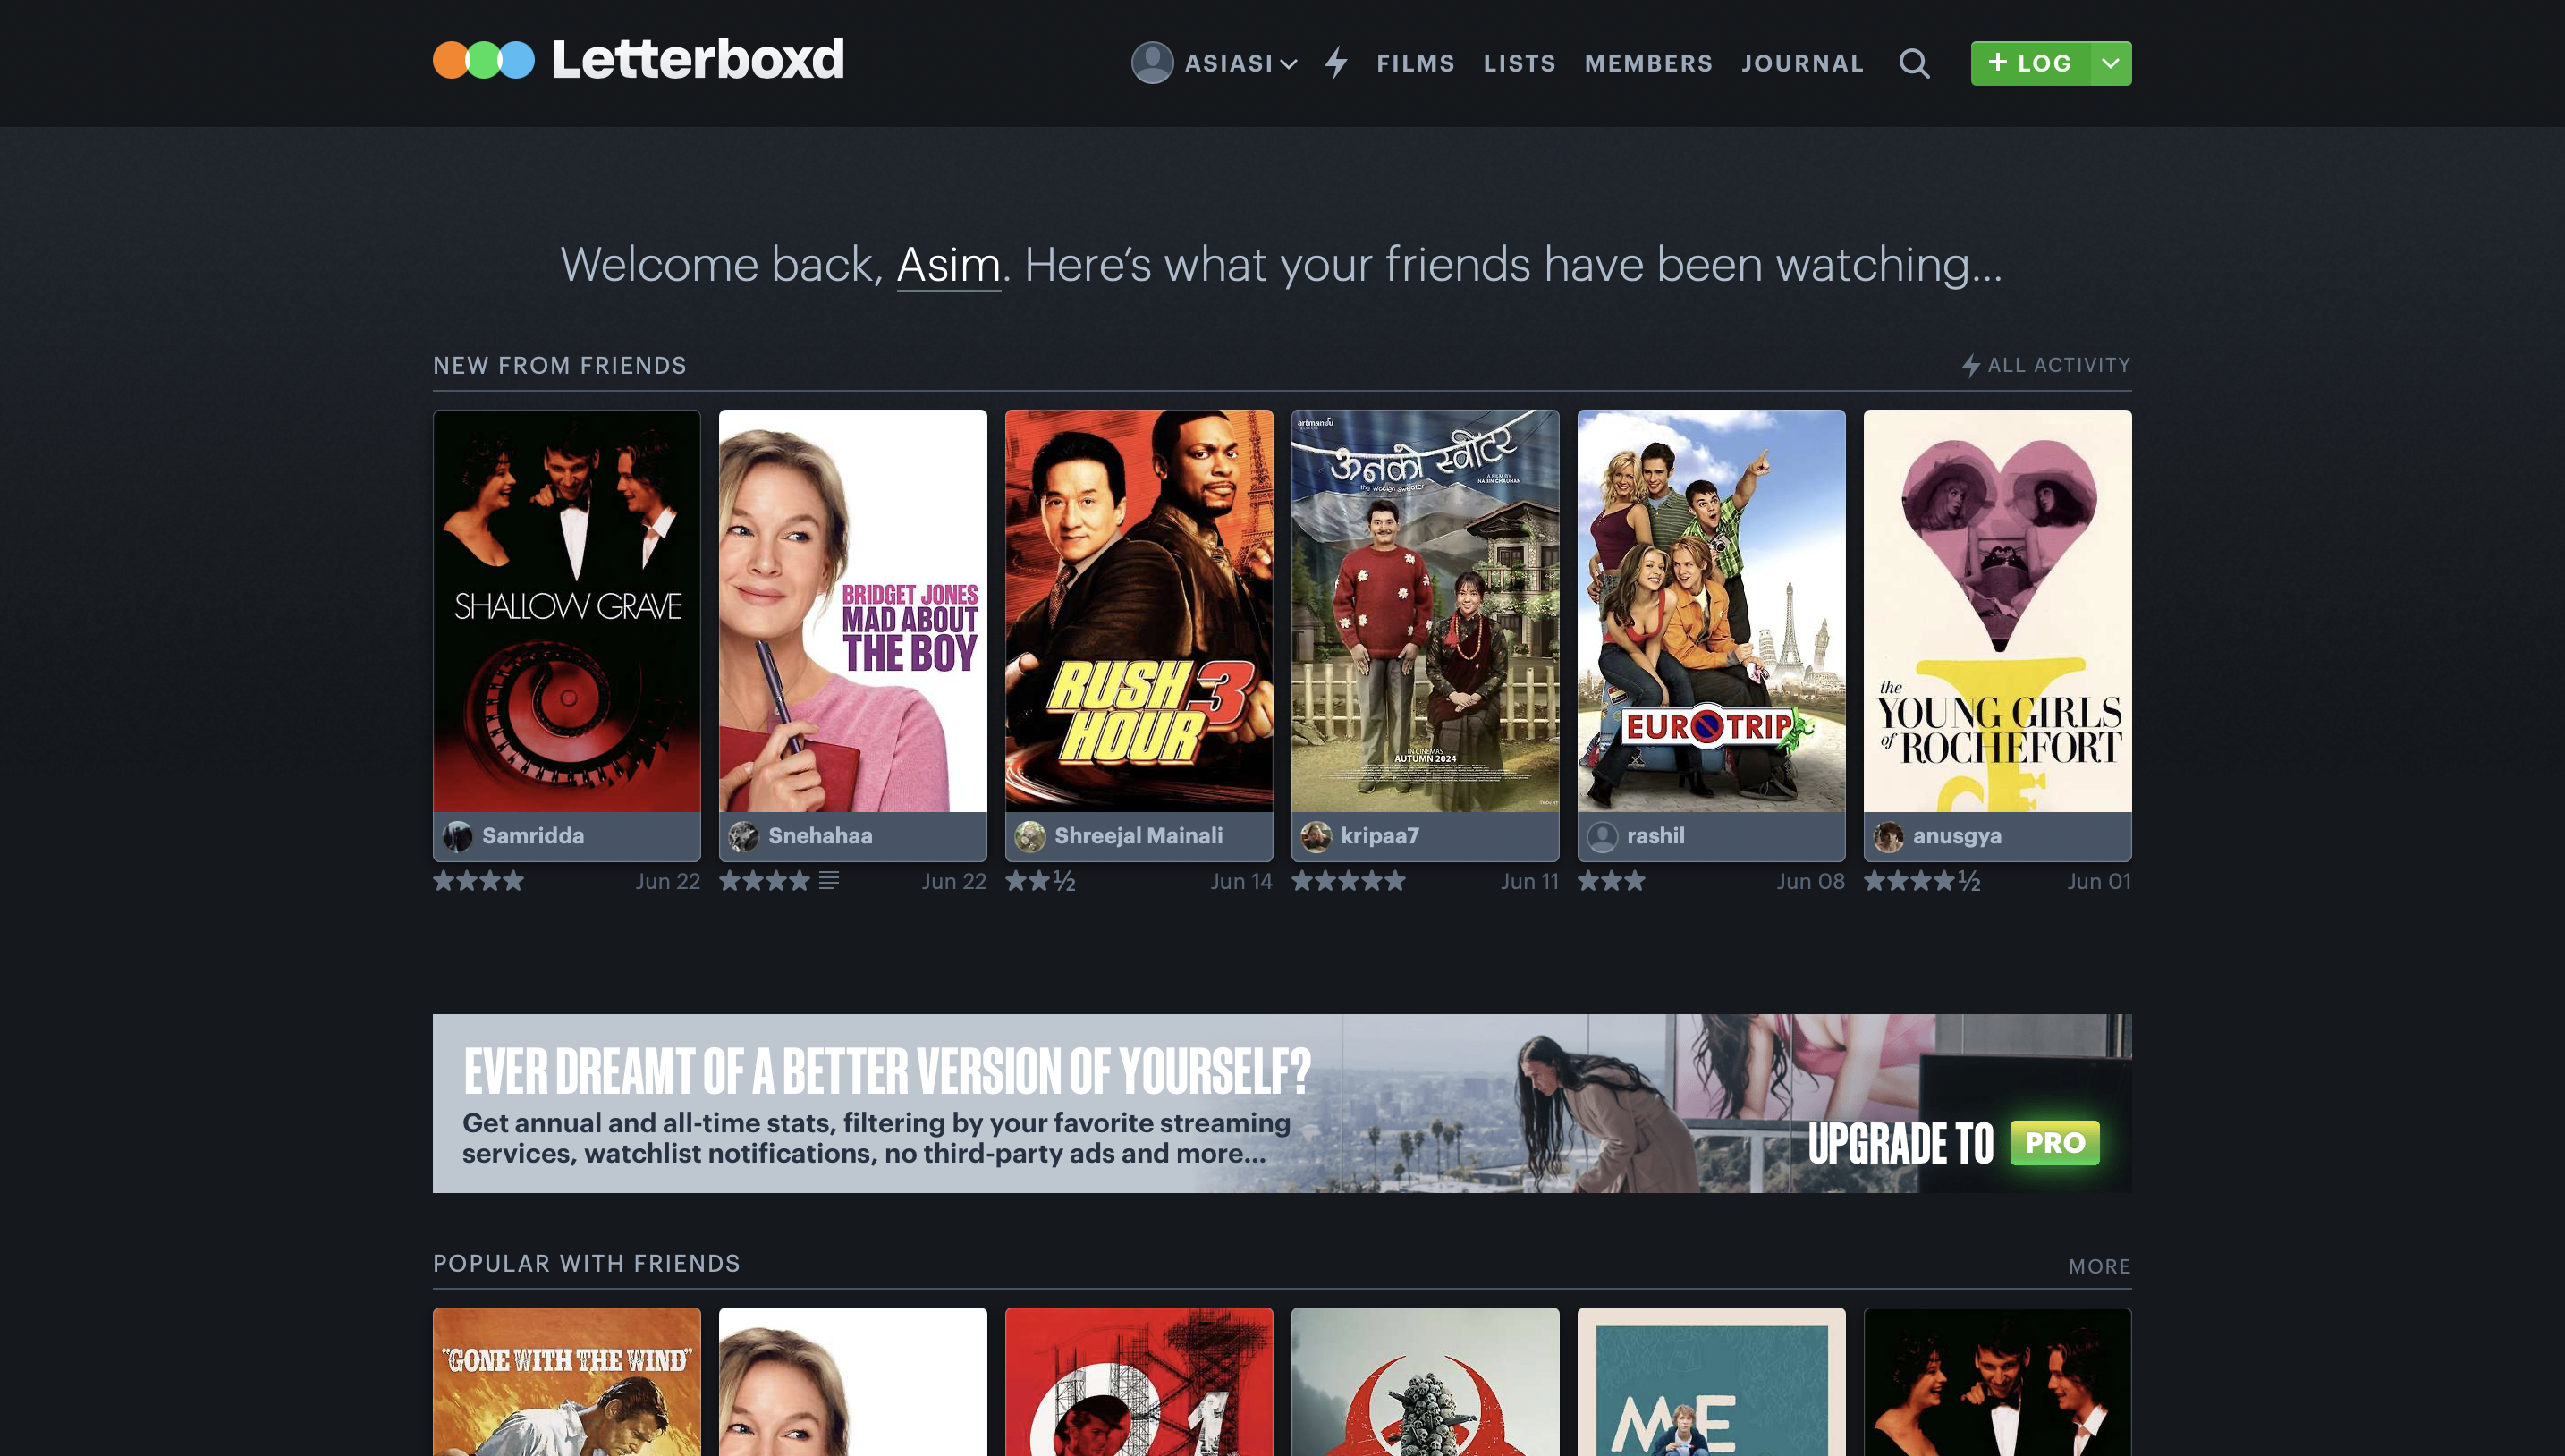 Letterboxd
ASIASI
FILMS
LISTS
MEMBERS
JOURNAL
+ LOG
Welcome back, Asim. Here’s what your friends have been watching…
NEW FROM FRIENDS
ALL ACTIVITY
SHALLOW GRAVE
BRIDGET JONES
MAD ABOUT
THE BOY
RUSH
HOUR 3
artmandu
ऊनको स्वीटर
the Woolen Sweater
A FILM BY
NABIN CHAUHAN
IN CINEMAS
AUTUMN 2024
EUROTRIP
the
YOUNG GIRLS
of ROCHEFORT
Samridda
Snehahaa
Shreejal Mainali
kripaa7
rashil
anusgya
★★★★ Jun 22
★★★★ Jun 22
★★½ Jun 14
★★★★★ Jun 11
★★★ Jun 08
★★★★½ Jun 01
EVER DREAMT OF A BETTER VERSION OF YOURSELF?
Get annual and all-time stats, filtering by your favorite streaming
services, watchlist notifications, no third-party ads and more…
UPGRADE TO PRO
POPULAR WITH FRIENDS
MORE
"GONE WITH THE WIND"
ME